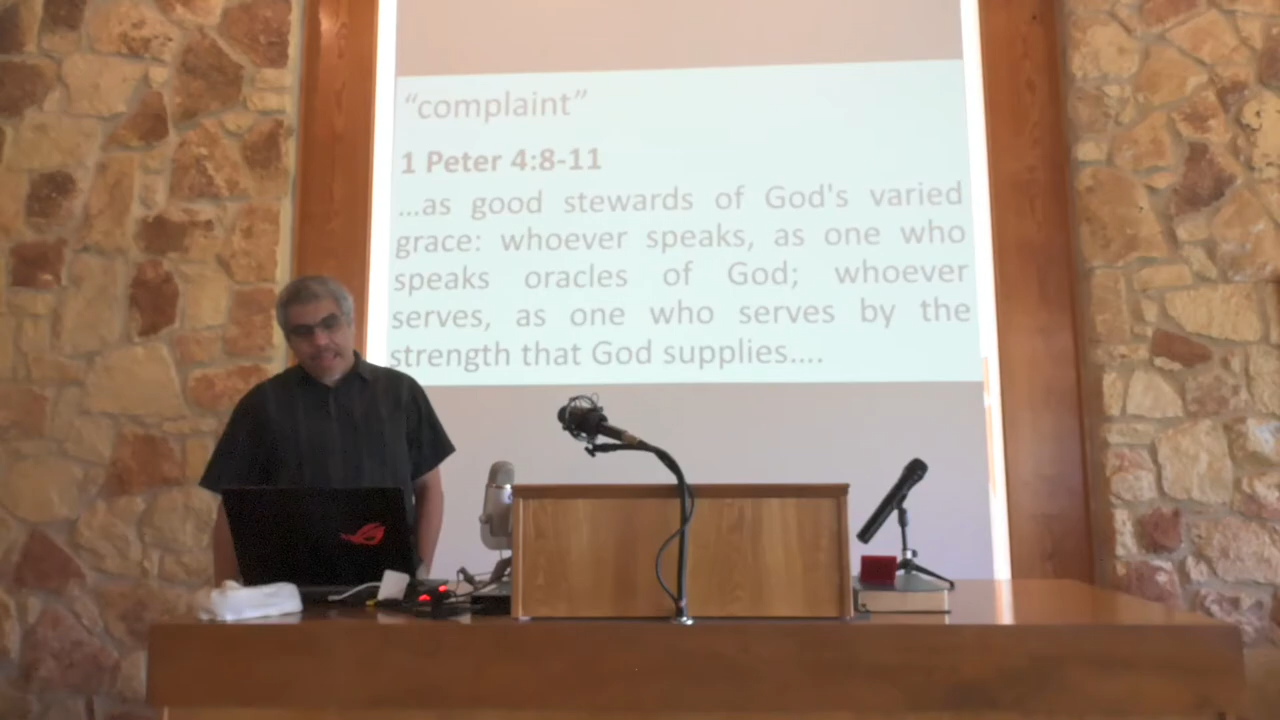 “complaint”
1 Peter 4:8-11
...as good stewards of God's varied
grace: whoever speaks, as one who
speaks oracles of God; whoever
serves, as one who serves by the
strength that God supplies....